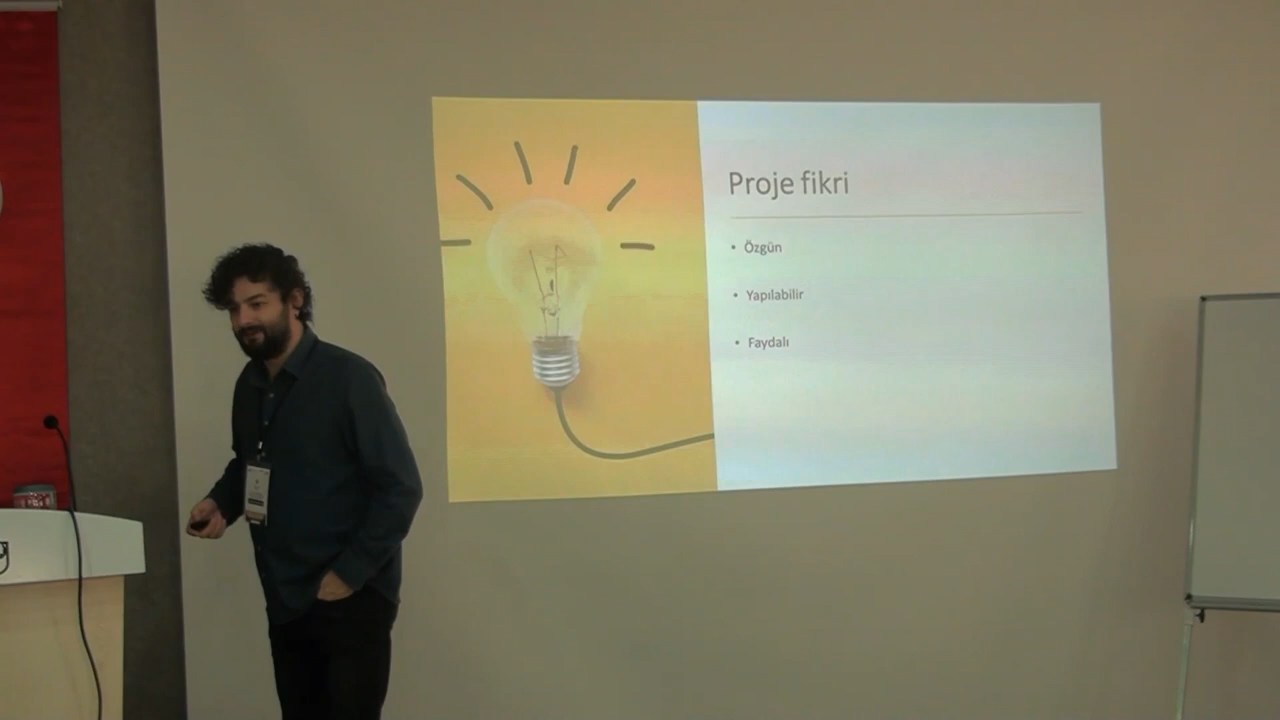 Proje fikri
• Özgün
• Yapılabilir
• Faydalı